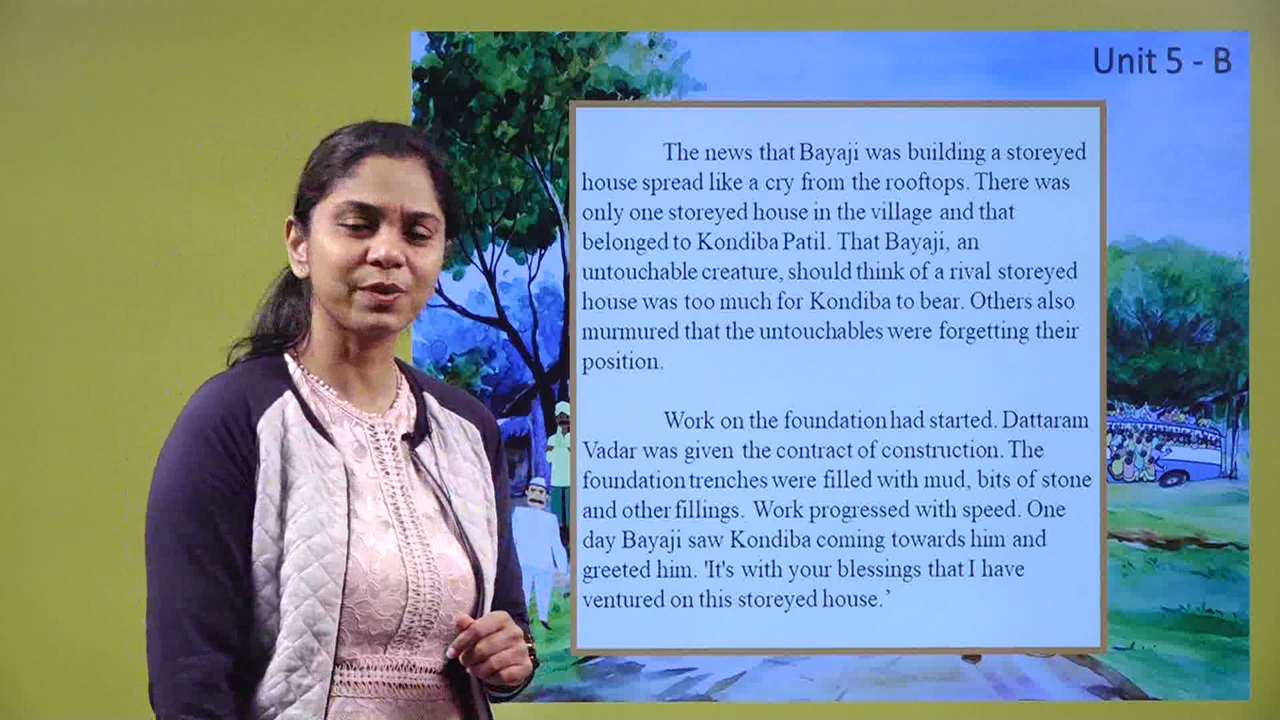 Unit 5 - B
The news that Bayaji was building a storeyed
house spread like a cry from the rooftops. There was
only one storeyed house in the village and that
belonged to Kondiba Patil. That Bayaji, an
untouchable creature, should think of a rival storeyed
house was too much for Kondiba to bear. Others also
murmured that the untouchables were forgetting their
position.
Work on the foundation had started. Dattaram
Vadar was given the contract of construction. The
foundation trenches were filled with mud, bits of stone
and other fillings. Work progressed with speed. One
day Bayaji saw Kondiba coming towards him and
greeted him. 'It's with your blessings that I have
ventured on this storeyed house.’